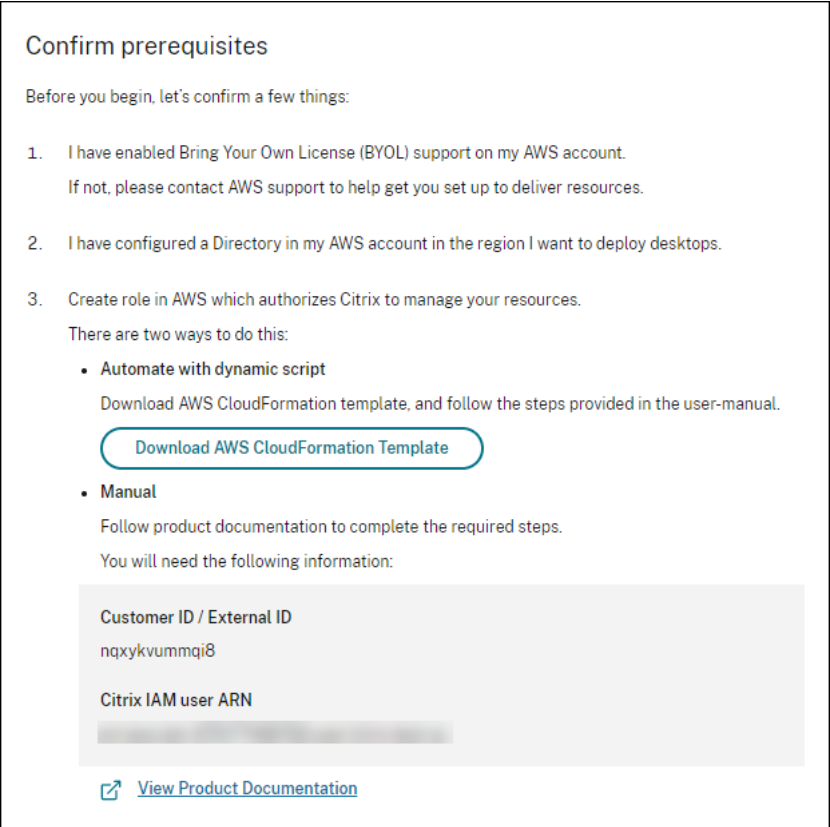 Confirm prerequisites
Before you begin, let's confirm a few things:
1. I have enabled Bring Your Own License (BYOL) support on my AWS account.
If not, please contact AWS support to help get you set up to deliver resources.
2. I have configured a Directory in my AWS account in the region I want to deploy desktops.
3. Create role in AWS which authorizes Citrix to manage your resources.
There are two ways to do this:
• Automate with dynamic script
Download AWS CloudFormation template, and follow the steps provided in the user-manual.
Download AWS CloudFormation Template
• Manual
Follow product documentation to complete the required steps.
You will need the following information:
Customer ID / External ID
nqxykvummqi8
Citrix IAM user ARN
View Product Documentation